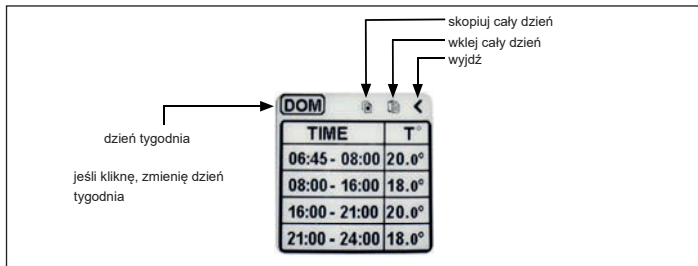 skopiuj cały dzień
wklej cały dzień
wyjdź
DOM
dzień tygodnia
jeśli kliknę, zmienię dzień
tygodnia
TIME T°
06:45 - 08:00 20.0°
08:00 - 16:00 18.0°
16:00 - 21:00 20.0°
21:00 - 24:00 18.0°